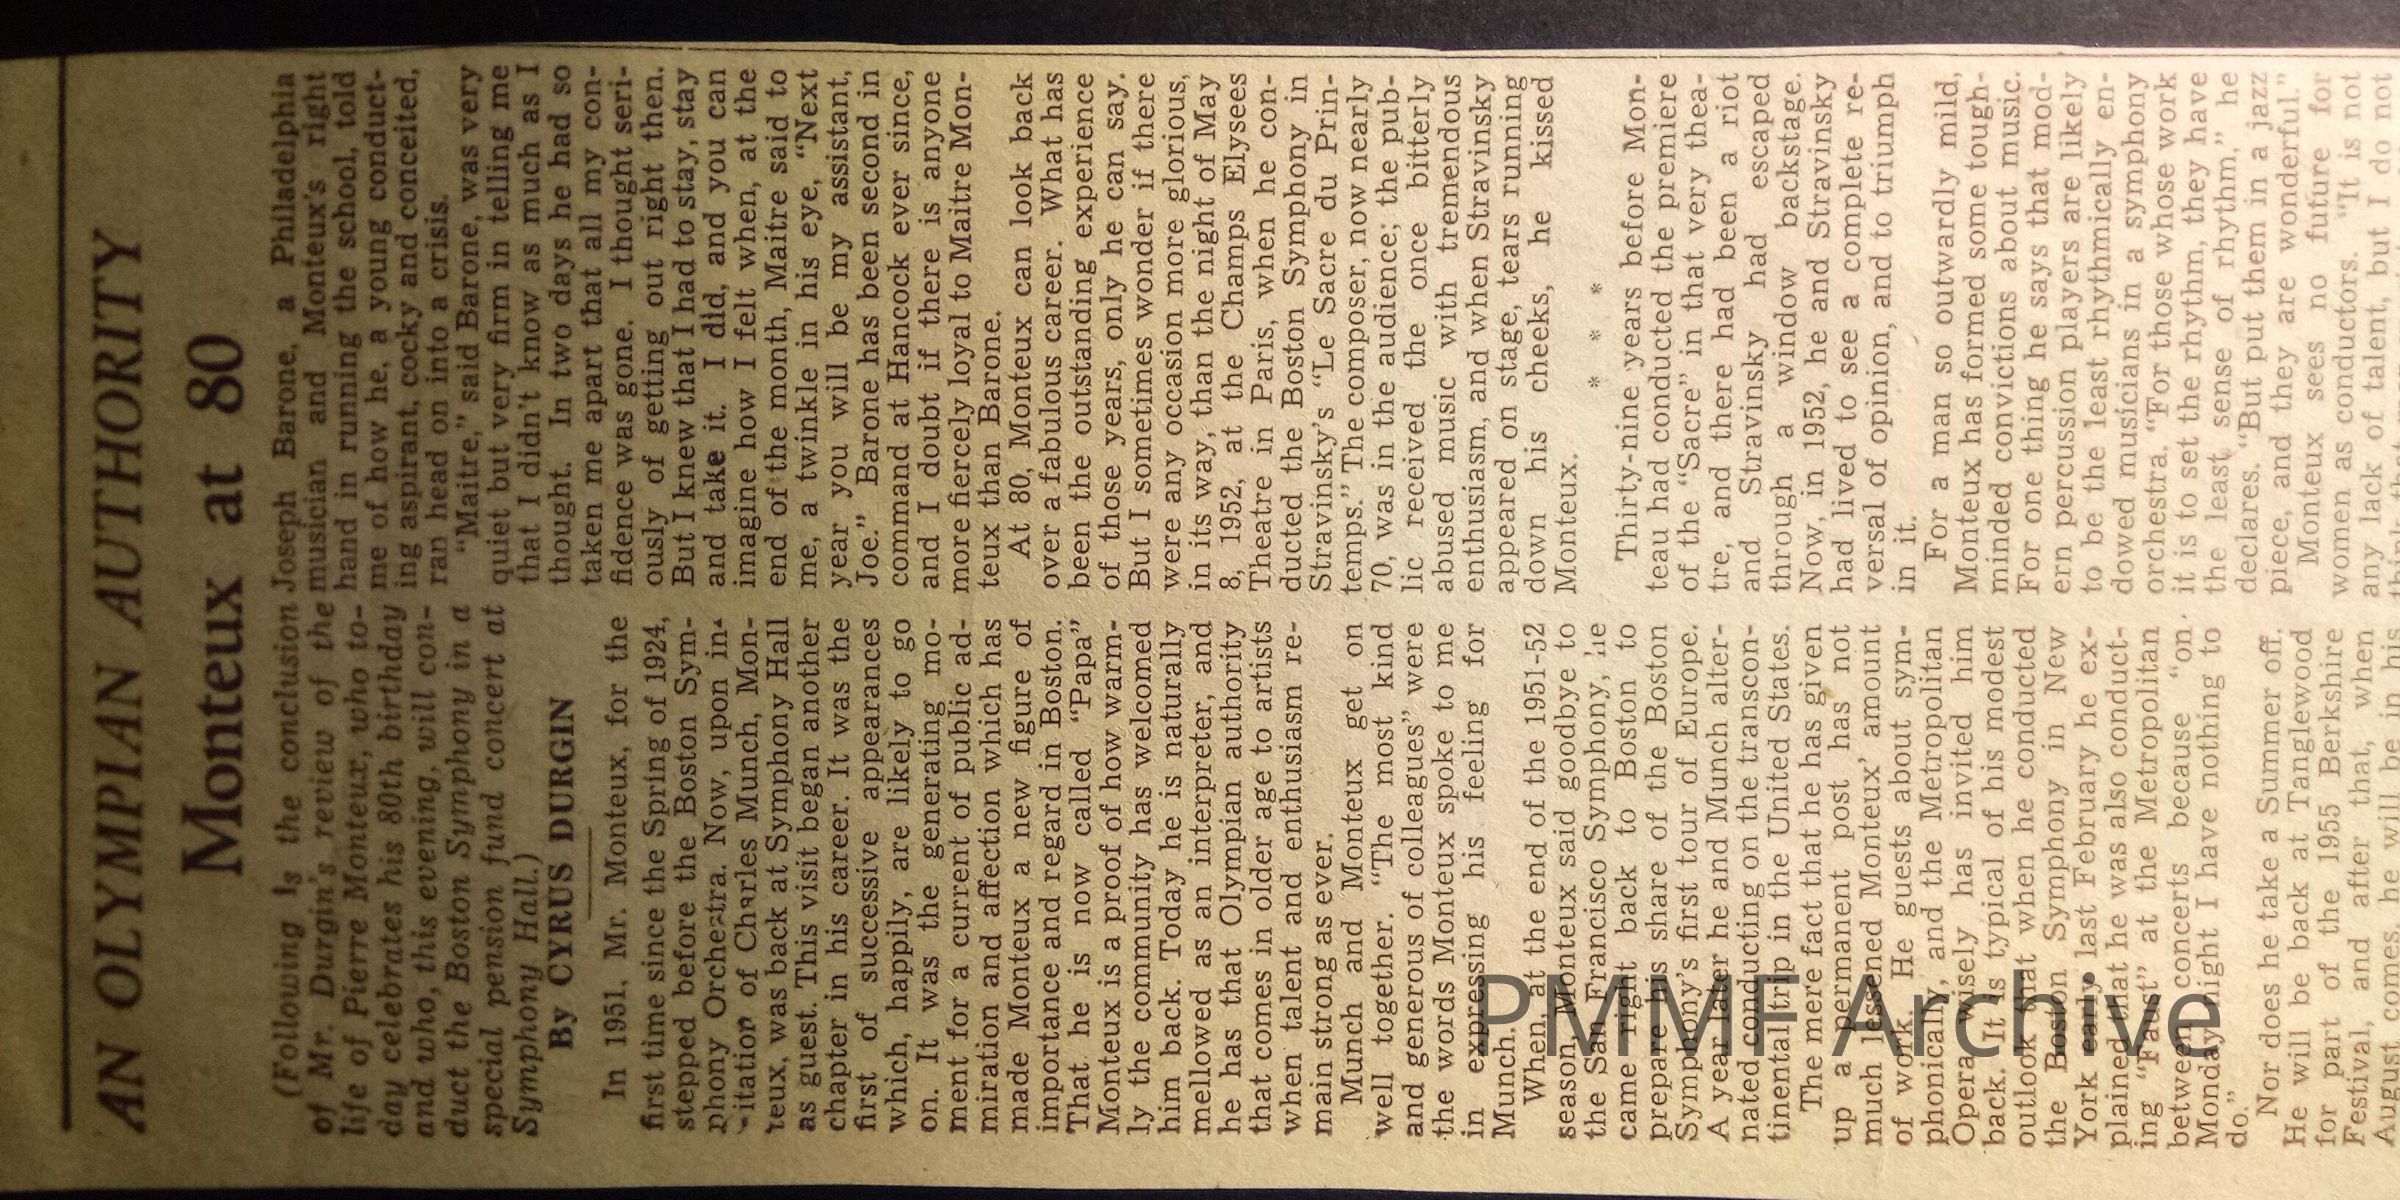 AN OLYMPIAN AUTHORITY
Monteux at 80
(Following is the conclusion
of Mr. Durgin's review of the
life of Pierre Monteux, who to-
day celebrates his 80th birthday
and who, this evening, will con-
duct the Boston Symphony in a
special pension fund concert at
Symphony Hall.)
By CYRUS DURGIN
In 1951, Mr. Monteux, for the
first time since the Spring of 1924,
stepped before the Boston Sym-
phony Orchestra. Now, upon in-
vitation of Charles Munch, Mon-
teux, was back at Symphony Hall
as guest. This visit began another
chapter in his career. It was the
first of successive appearances
which, happily, are likely to go
on. It was the generating mo-
ment for a current of public ad-
miration and affection which has
made Monteux a new figure of
importance and regard in Boston.
That he is now called "Papa"
Monteux is a proof of how warm-
ly the community has welcomed
him back. Today he is naturally
mellowed as an interpreter, and
he has that Olympian authority
that comes in older age to artists
when talent and enthusiasm re-
main strong as ever.
Munch and Monteux get on
well together. "The most kind
and generous of colleagues" were
the words Monteux spoke to me
in expressing his feeling for
Munch.
When, at the end of the 1951-52
season, Monteux said goodbye to
the San Francisco Symphony, he
came right back to Boston to
prepare his share of the Boston
Symphony's first tour of Europe.
A year later he and Munch alter-
nated conducting on the transcon-
tinental trip in the United States.
The mere fact that he has given
up a permanent post has not
much lessened Monteux' amount
of work. He guests about sym-
phonically, and the Metropolitan
Opera wisely has invited him
back. It is typical of his modest
outlook that when he conducted
the Boston Symphony in New
York early last February he ex-
plained that he was also conduct-
ing "Faust" at the Metropolitan
between concerts because "on
Monday night I have nothing to
do."
Nor does he take a Summer off.
He will be back at Tanglewood
for part of the 1955 Berkshire
Festival, and after that, when
August comes, he will be in his
Joseph Barone, a Philadelphia
musician and Monteux's right
hand in running the school, told
me of how he, a young conduct-
ing aspirant, cocky and conceited,
ran head on into a crisis.
"Maitre," said Barone, was very
quiet but very firm in telling me
that I didn't know as much as I
thought. In two days he had so
taken me apart that all my con-
fidence was gone. I thought seri-
ously of getting out right then.
But I knew that I had to stay, stay
and take it. I did, and you can
imagine how I felt when, at the
end of the month, Maitre said to
me, a twinkle in his eye, "Next
year you will be my assistant,
Joe." Barone has been second in
command at Hancock ever since,
and I doubt if there is anyone
more fiercely loyal to Maitre Mon-
teux than Barone.
At 80, Monteux can look back
over a fabulous career. What has
been the outstanding experience
of those years, only he can say.
But I sometimes wonder if there
were any occasion more glorious,
in its way, than the night of May
8, 1952, at the Champs Elysees
Theatre in Paris, when he con-
ducted the Boston Symphony in
Stravinsky's "Le Sacre du Prin-
temps." The composer, now nearly
70, was in the audience; the pub-
lic received the once bitterly
abused music with tremendous
enthusiasm, and when Stravinsky
appeared on stage, tears running
down his cheeks, he kissed
Monteux.
* * * *
Thirty-nine years before Mon-
teau had conducted the premiere
of the "Sacre" in that very thea-
tre, and there had been a riot
and Stravinsky had escaped
through a window backstage.
Now, in 1952, he and Stravinsky
had lived to see a complete re-
versal of opinion, and to triumph
in it.
For a man so outwardly mild,
Monteux has formed some tough-
minded convictions about music.
For one thing he says that mod-
ern percussion players are likely
to be the least rhythmically en-
dowed musicians in a symphony
orchestra. "For those whose work
it is to set the rhythm, they have
the least sense of rhythm," he
declares. "But put them in a jazz
piece, and they are wonderful."
Monteux sees no future for
women as conductors. "It is not
any lack of talent, but I do not
PMMF Archive